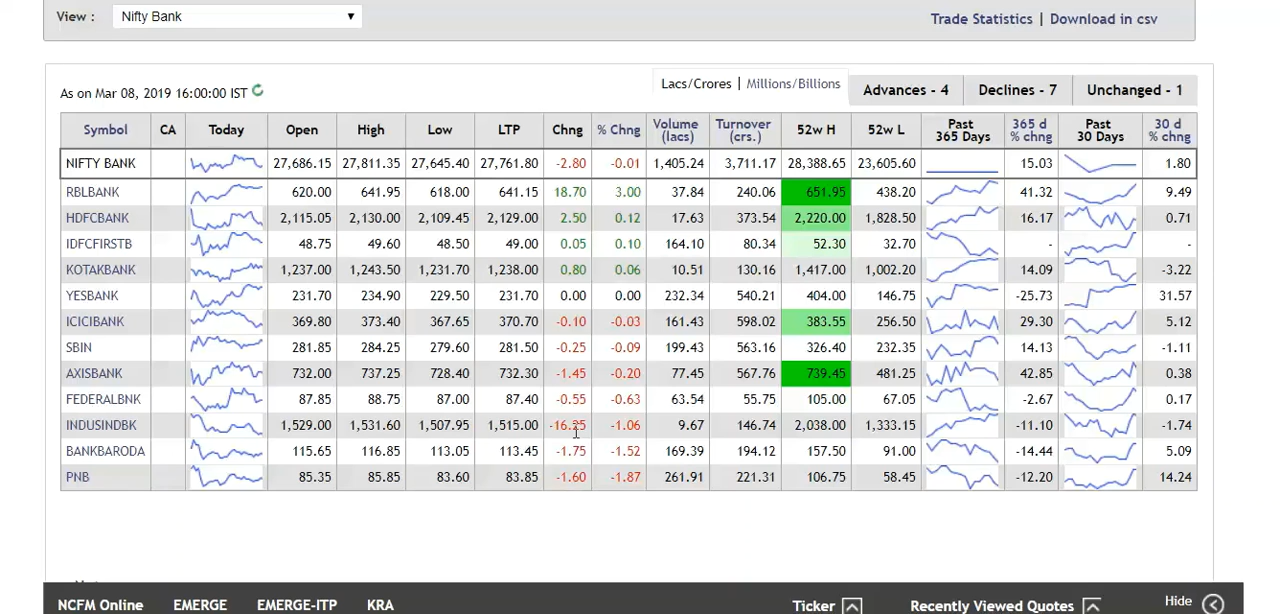 View : Nifty Bank
Trade Statistics | Download in csv
As on Mar 08, 2019 16:00:00 IST Lacs/Crores | Millions/Billions Advances - 4 Declines - 7 Unchanged - 1
Symbol CA Today Open High Low LTP Chng % Chng Volume (lacs) Turnover (crs.) 52w H 52w L Past 365 Days 365 d % chng Past 30 Days 30 d % chng
NIFTY BANK 27,686.15 27,811.35 27,645.40 27,761.80 -2.80 -0.01 1,405.24 3,711.17 28,388.65 23,605.60 15.03 1.80
RBLBANK 620.00 641.95 618.00 641.15 18.70 3.00 37.84 240.06 651.95 438.20 41.32 9.49
HDFCBANK 2,115.05 2,130.00 2,109.45 2,129.00 2.50 0.12 17.63 373.54 2,220.00 1,828.50 16.17 0.71
IDFCFIRSTB 48.75 49.60 48.50 49.00 0.05 0.10 164.10 80.34 52.30 32.70 - -
KOTAKBANK 1,237.00 1,243.50 1,231.70 1,238.00 0.80 0.06 10.51 130.16 1,417.00 1,002.20 14.09 -3.22
YESBANK 231.70 234.90 229.50 231.70 0.00 0.00 232.34 540.21 404.00 146.75 -25.73 31.57
ICICIBANK 369.80 373.40 367.65 370.70 -0.10 -0.03 161.43 598.02 383.55 256.50 29.30 5.12
SBIN 281.85 284.25 279.60 281.50 -0.25 -0.09 199.43 563.16 326.40 232.35 14.13 -1.11
AXISBANK 732.00 737.25 728.40 732.30 -1.45 -0.20 77.45 567.76 739.45 481.25 42.85 0.38
FEDERALBNK 87.85 88.75 87.00 87.40 -0.55 -0.63 63.54 55.75 105.00 67.05 -2.67 0.17
INDUSINDBK 1,529.00 1,531.60 1,507.95 1,515.00 -16.25 -1.06 9.67 146.74 2,038.00 1,333.15 -11.10 -1.74
BANKBARODA 115.65 116.85 113.05 113.45 -1.75 -1.52 169.39 194.12 157.50 91.00 -14.44 5.09
PNB 85.35 85.85 83.60 83.85 -1.60 -1.87 261.91 221.31 106.75 58.45 -12.20 14.24
NCFM Online EMERGE EMERGE-ITP KRA Ticker Recently Viewed Quotes Hide